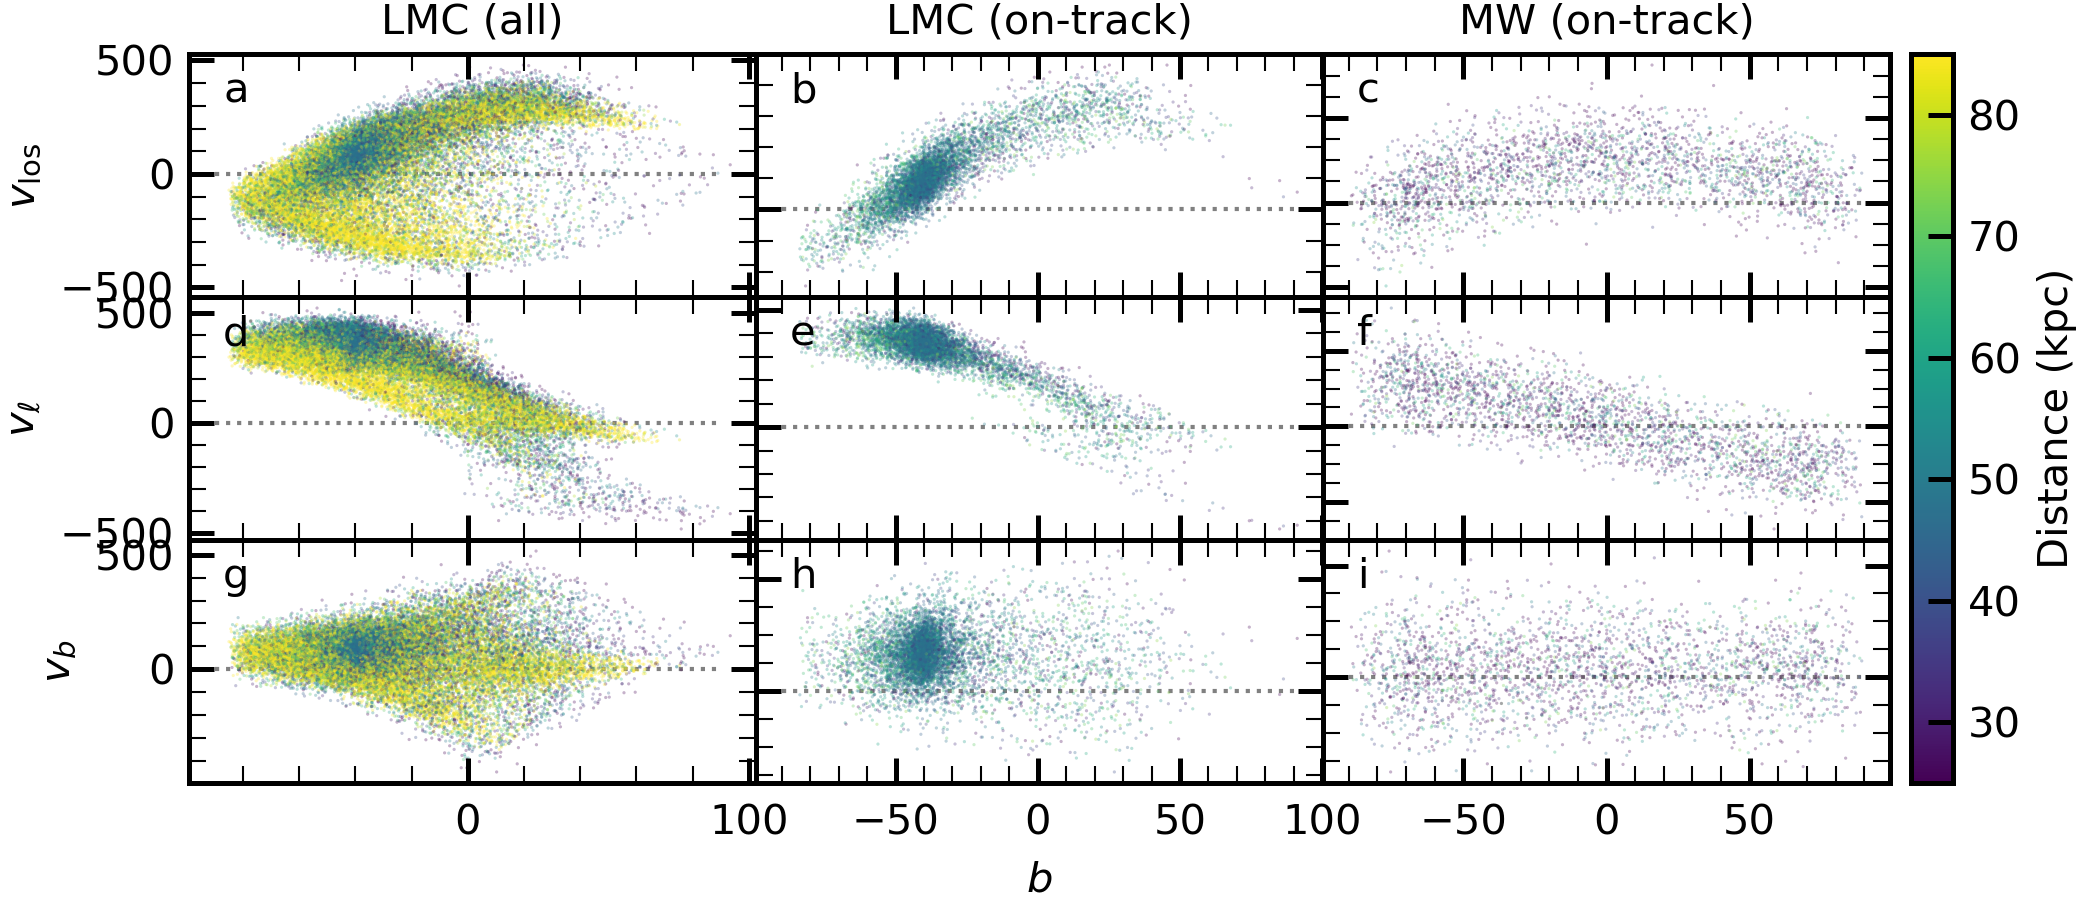 LMC (all) LMC (on-track) MW (on-track)
500 a b c
0
−500
v_los
500 d e f
0
−500
v_ℓ
500 g h i
0
v_b
0 100 −50 0 50 100 −50 0 50
b
80
70
60
50
40
30
Distance (kpc)